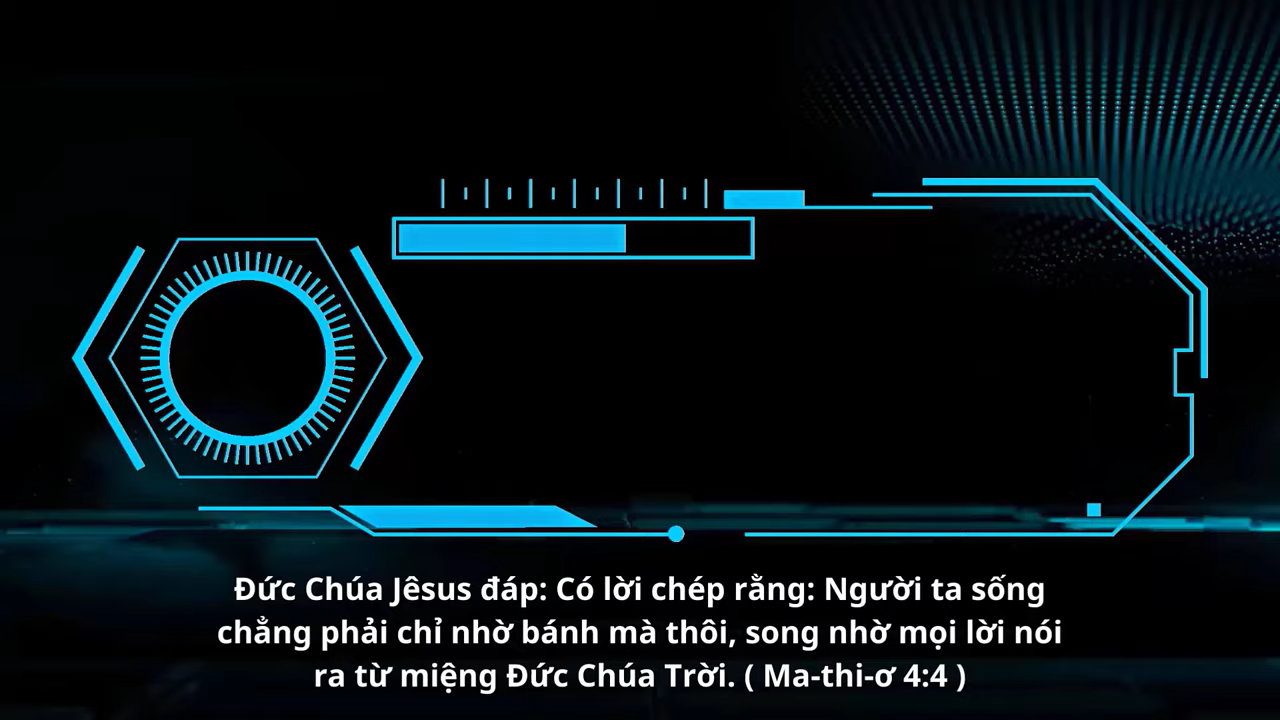 Đức Chúa Jêsus đáp: Có lời chép rằng: Người ta sống
chẳng phải chỉ nhờ bánh mà thôi, song nhờ mọi lời nói
ra từ miệng Đức Chúa Trời. ( Ma-thi-ơ 4:4 )